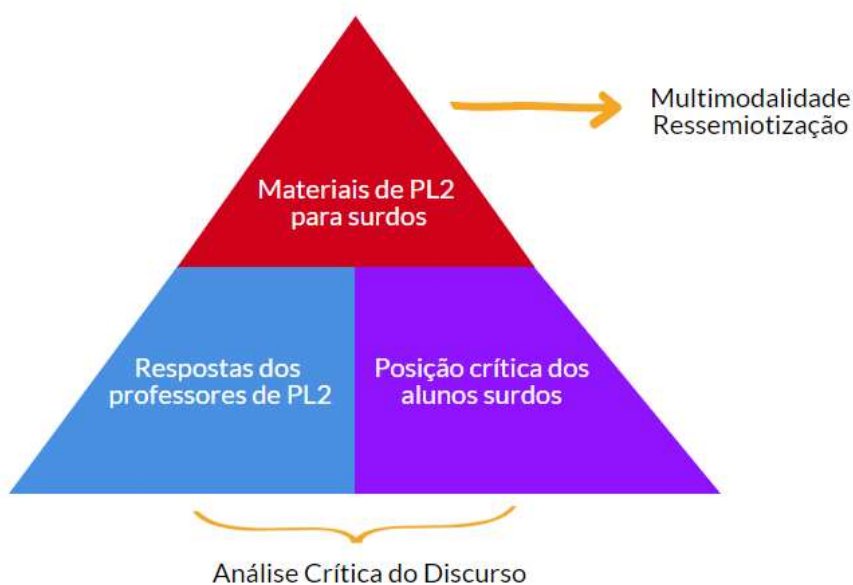 Multimodalidade
Ressemiotização
Materiais de PL2
para surdos
Respostas dos
professores de PL2
Posição crítica dos
alunos surdos
Análise Crítica do Discurso